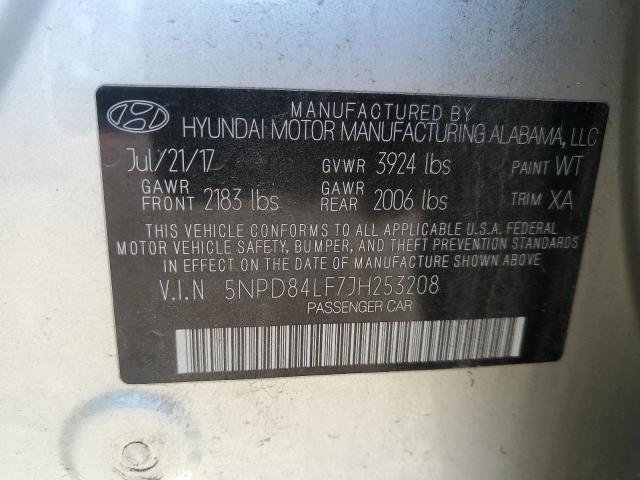 MANUFACTURED BY
HYUNDAI MOTOR MANUFACTURING ALABAMA, LLC
Jul/21/17 GVWR 3924 lbs PAINT WT
GAWR FRONT 2183 lbs GAWR REAR 2006 lbs TRIM XA
THIS VEHICLE CONFORMS TO ALL APPLICABLE U.S.A. FEDERAL
MOTOR VEHICLE SAFETY, BUMPER, AND THEFT PREVENTION STANDARDS
IN EFFECT ON THE DATE OF MANUFACTURE SHOWN ABOVE.
V.I.N 5NPD84LF7JH253208
PASSENGER CAR